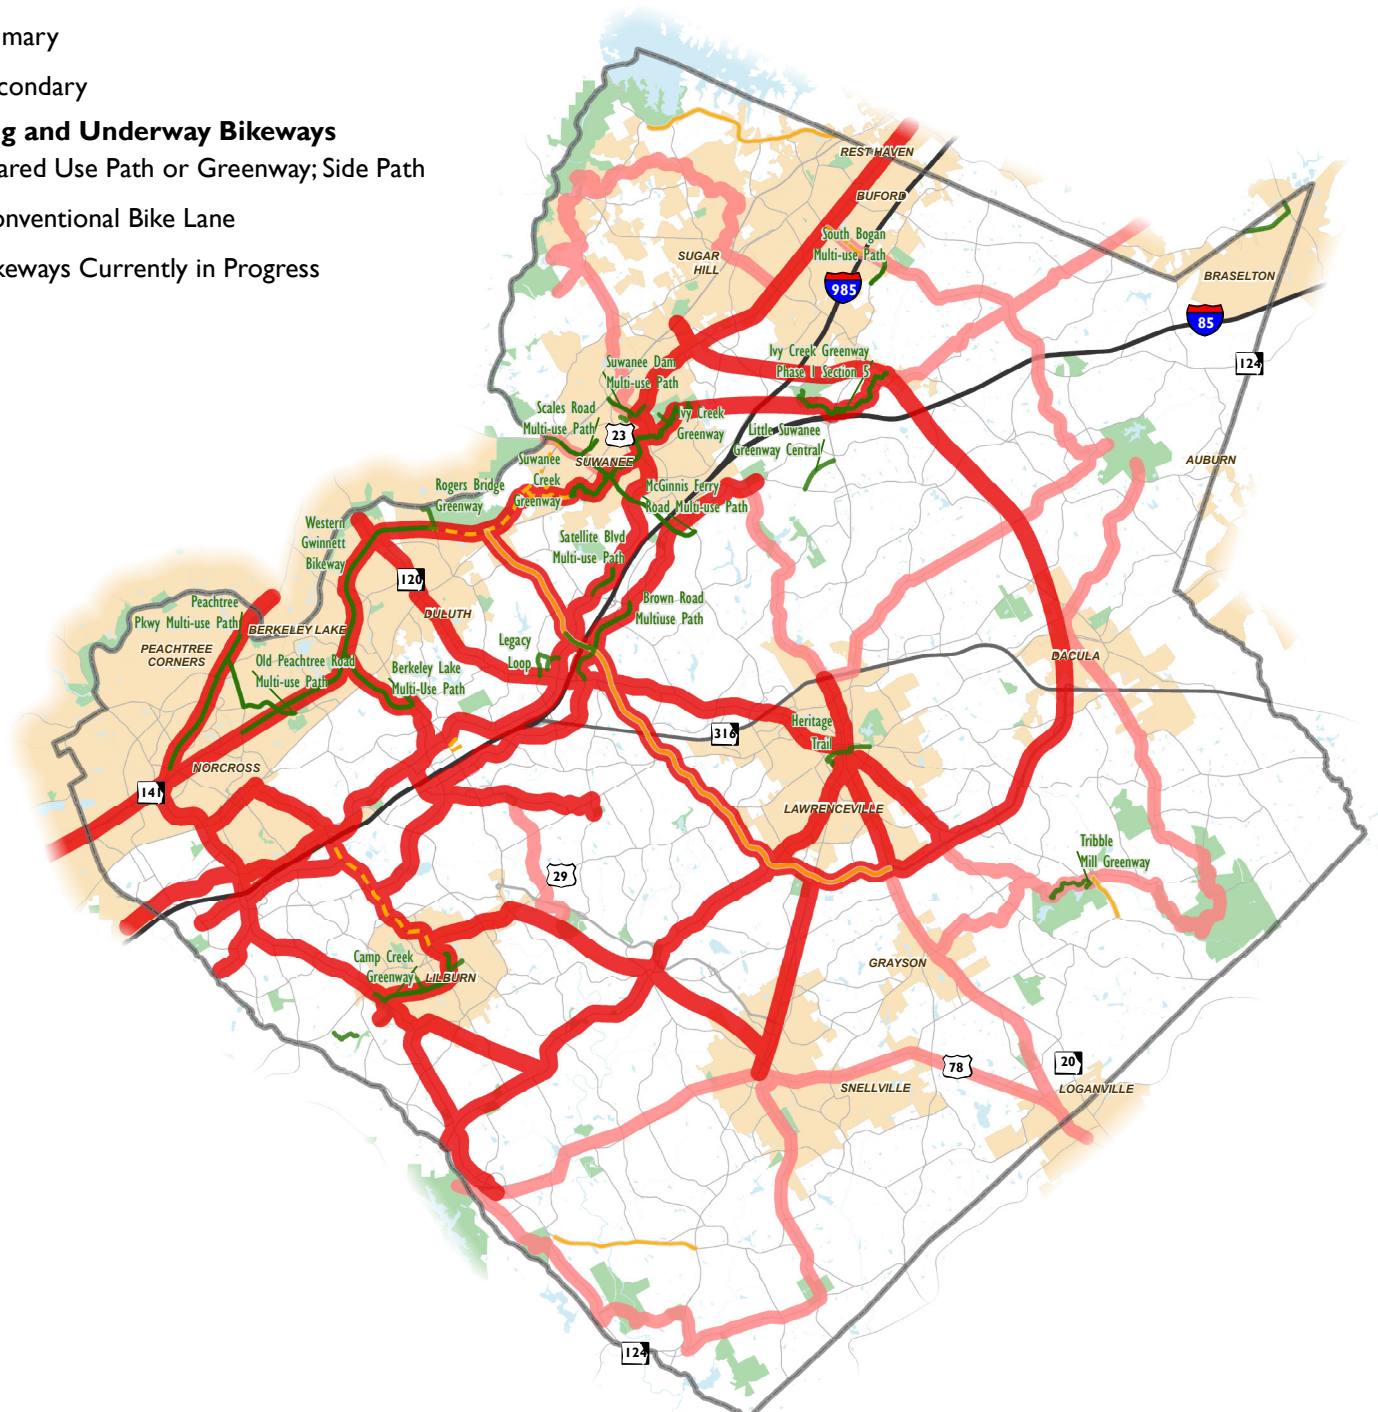 mary
condary
g and Underway Bikeways
ared Use Path or Greenway; Side Path
onventional Bike Lane
keways Currently in Progress
REST HAVEN
BUFORD
South Bogan
Multi-use Path
SUGAR
HILL
985
BRASELTON
85
124
Ivy Creek Greenway
Phase I Section 5
Suwanee Dam
Multi-use Path
Scales Road
Multi-use Path
23
Ivy Creek
Greenway
Little Suwanee
Greenway Central
SUWANEE
Suwanee
Creek
Greenway
AUBURN
Rogers Bridge
Greenway
McGinnis Ferry
Road Multi-use Path
Western
Gwinnett
Bikeway
Satellite Blvd
Multi-use Path
120
DULUTH
Peachtree
Pkwy Multi-use Path
BERKELEY LAKE
Brown Road
Multiuse Path
PEACHTREE
CORNERS
Legacy
Loop
Old Peachtree Road
Multi-use Path
Berkeley Lake
Multi-Use Path
DACULA
316
Heritage
Trail
NORCROSS
141
LAWRENCEVILLE
29
Tribble
Mill Greenway
Camp Creek
Greenway
LILBURN
GRAYSON
78
20
SNELLVILLE
LOGANVILLE
124